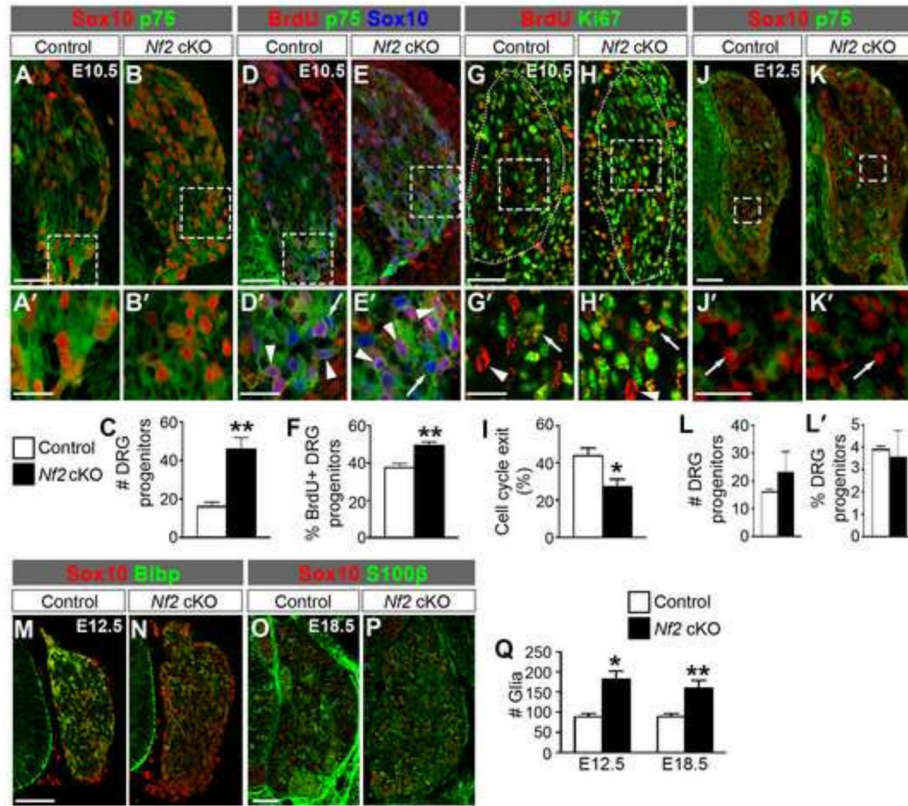 Sox10 p75 BrdU p75 Sox10 BrdU Ki67 Sox10 p75
Control Nf2 cKO Control Nf2 cKO Control Nf2 cKO Control Nf2 cKO
A E10.5 B D E10.5 E G E10.5 H J E12.5 K
A′ B′ D′ E′ G′ H′ J′ K′
Control
Nf2 cKO
C
# DRG progenitors
60
40
20
0
**
F
% BrdU+ DRG progenitors
60
40
20
0
**
I
Cell cycle exit (%)
60
40
20
0
*
L
# DRG progenitors
40
30
20
10
0
L′
% DRG progenitors
5
4
3
2
1
0
Sox10 Blbp Sox10 S100β
Control Nf2 cKO Control Nf2 cKO
M E12.5 N O E18.5 P
Control
Nf2 cKO
Q
# Glia
250
200
150
100
50
0
* **
E12.5 E18.5